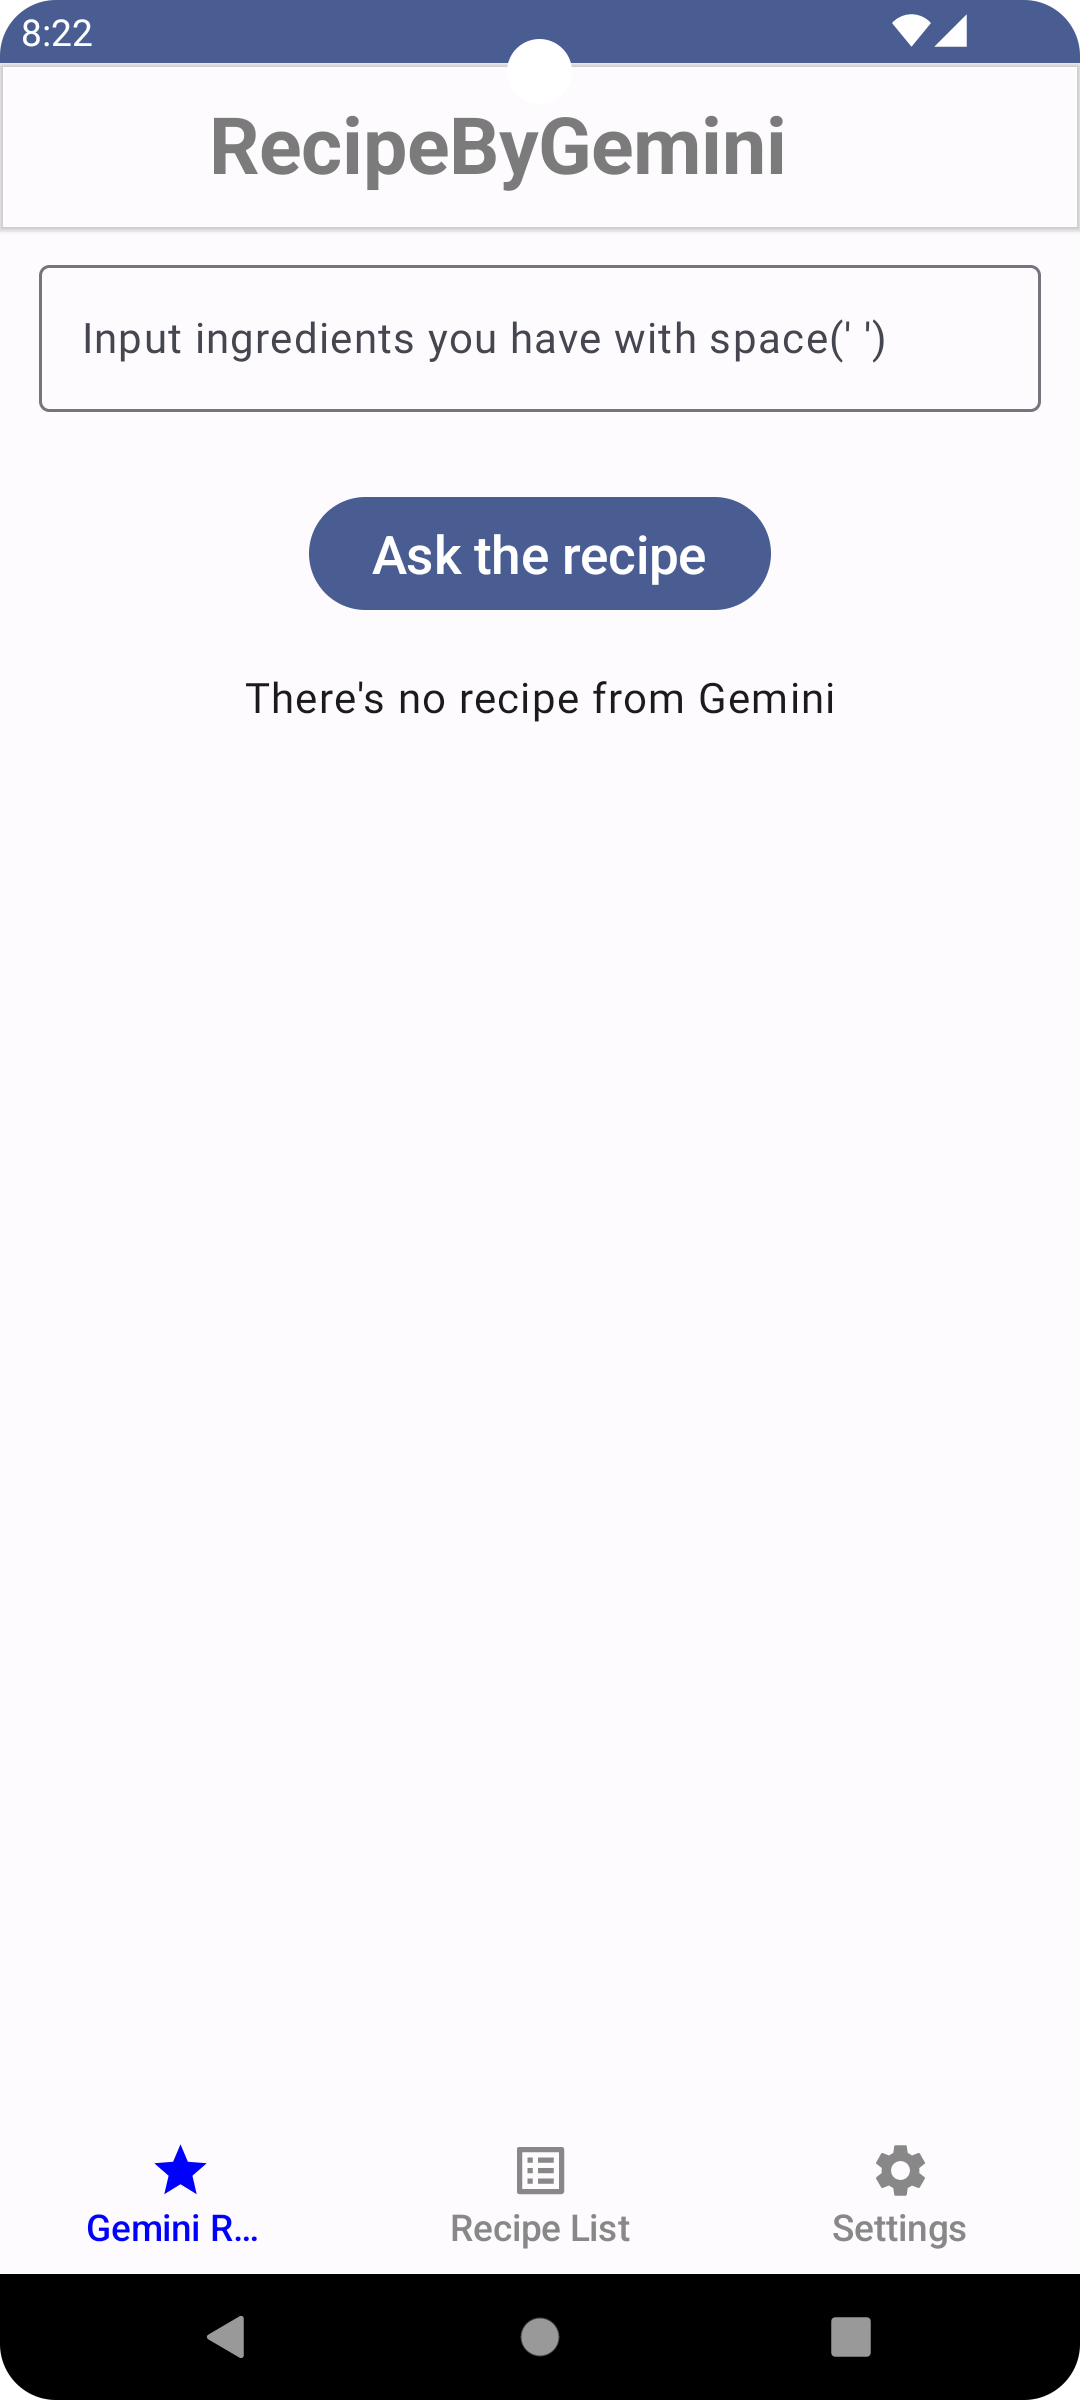 8:22
RecipeByGemini
Input ingredients you have with space(' ')
Ask the recipe
There's no recipe from Gemini
Gemini R...
Recipe List
Settings